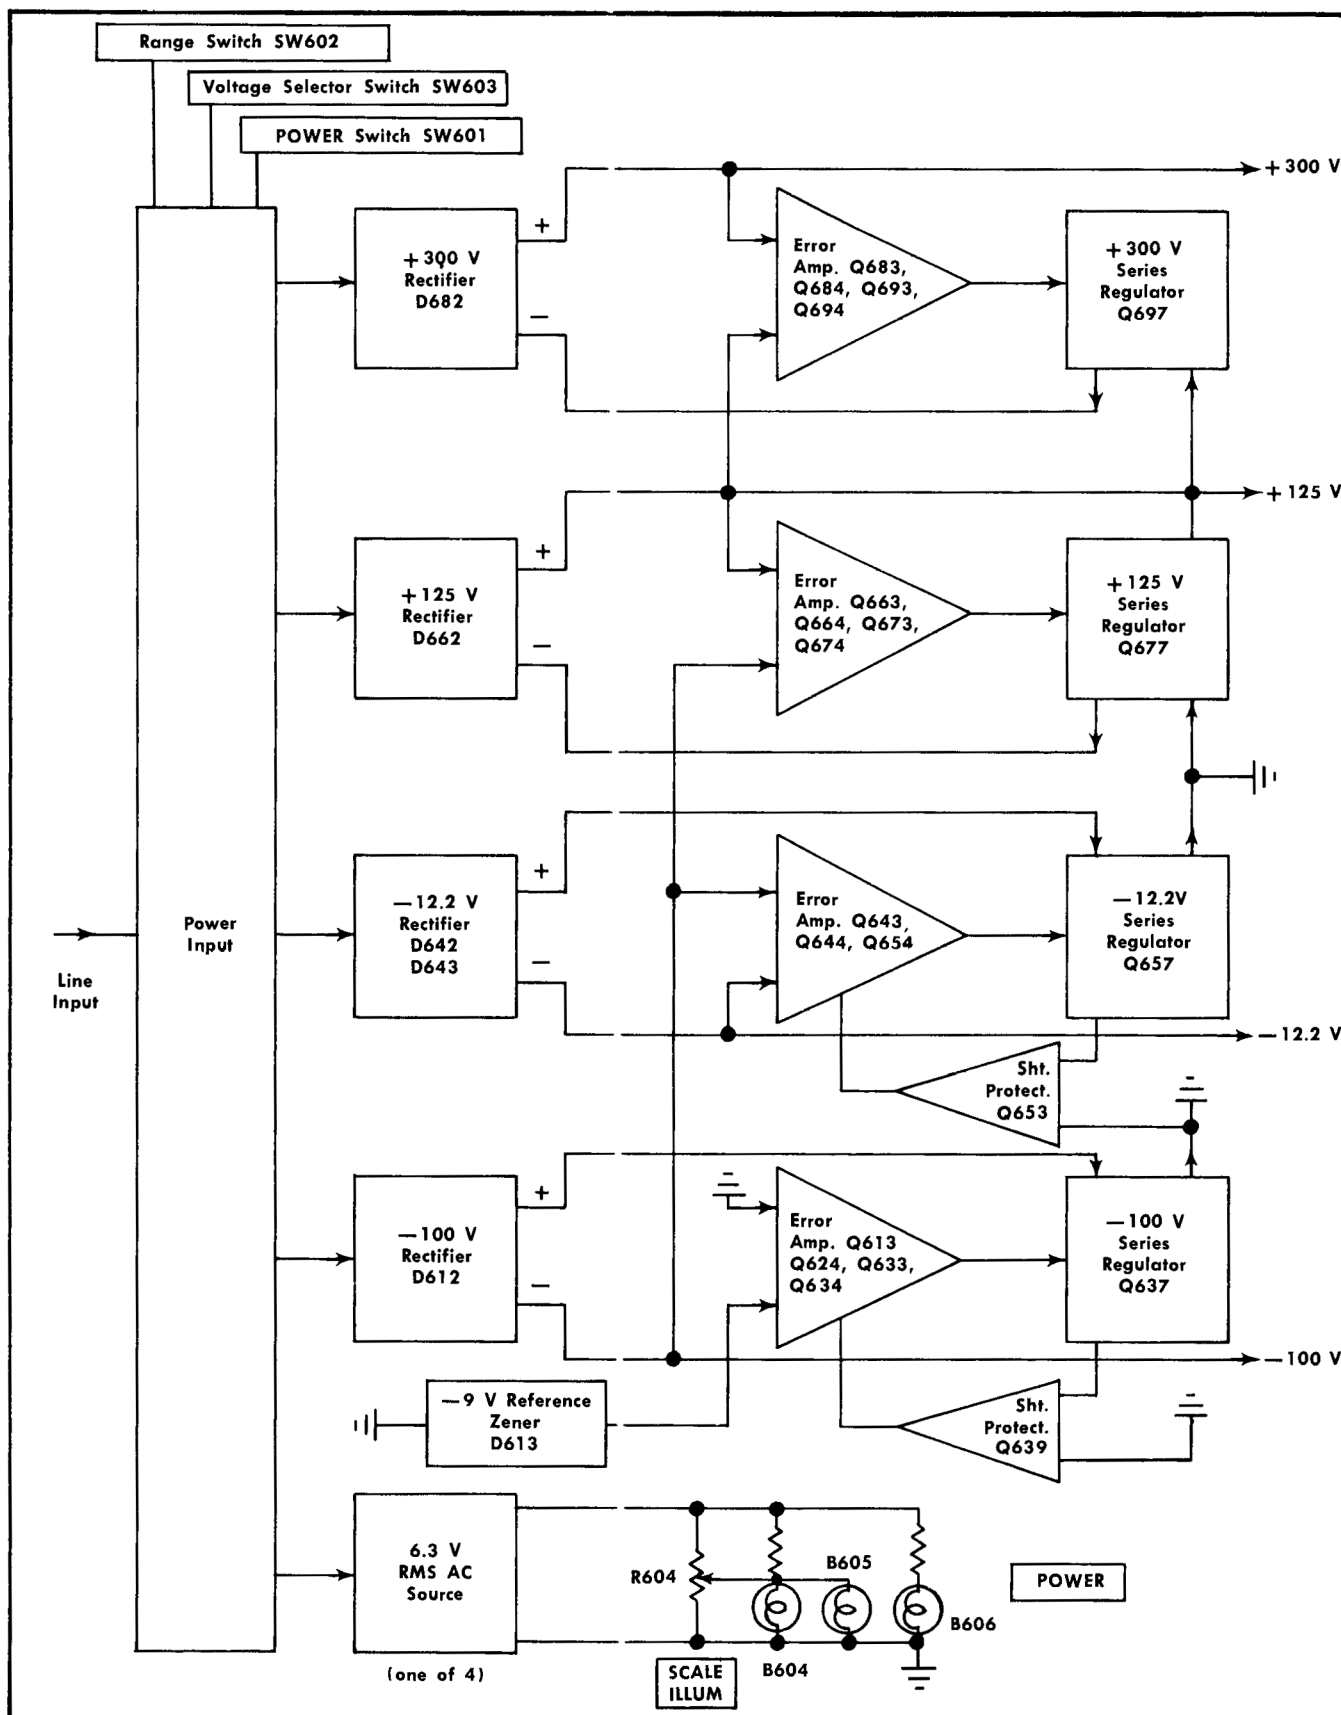 Range Switch SW602
Voltage Selector Switch SW603
POWER Switch SW601
+300 V
+
+300 V
Rectifier
D682
−
Error
Amp. Q683,
Q684, Q693,
Q694
+300 V
Series
Regulator
Q697
+125 V
+
+125 V
Rectifier
D662
−
Error
Amp. Q663,
Q664, Q673,
Q674
+125 V
Series
Regulator
Q677
Power
Input
Line
Input
+
−12.2 V
Rectifier
D642
D643
−
Error
Amp. Q643,
Q644, Q654
−12.2V
Series
Regulator
Q657
−12.2 V
Sht.
Protect.
Q653
+
−100 V
Rectifier
D612
−
Error
Amp. Q613
Q624, Q633,
Q634
−100 V
Series
Regulator
Q637
−100 V
−9 V Reference
Zener
D613
Sht.
Protect.
Q639
6.3 V
RMS AC
Source
(one of 4)
R604
B605
B606
B604
POWER
SCALE
ILLUM